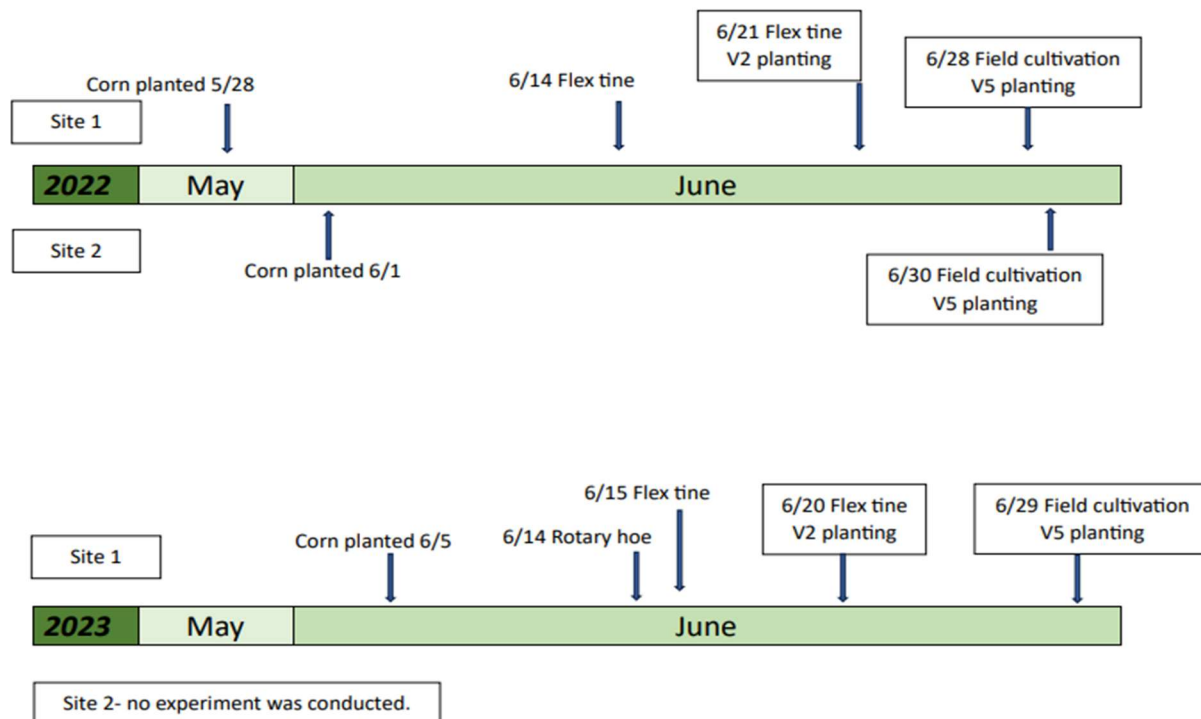 6/21 Flex tine
V2 planting
6/28 Field cultivation
V5 planting
Corn planted 5/28
6/14 Flex tine
Site 1
2022 May June
Site 2
Corn planted 6/1
6/30 Field cultivation
V5 planting
6/15 Flex tine
6/20 Flex tine
V2 planting
6/29 Field cultivation
V5 planting
Corn planted 6/5
6/14 Rotary hoe
Site 1
2023 May June
Site 2- no experiment was conducted.